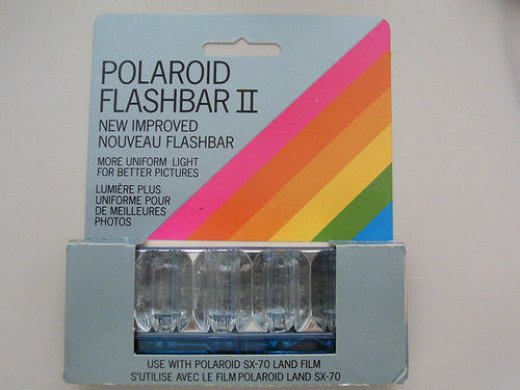 POLAROID
FLASHBAR II
NEW IMPROVED
NOUVEAU FLASHBAR
MORE UNIFORM LIGHT
FOR BETTER PICTURES
LUMIÈRE PLUS
UNIFORME POUR
DE MEILLEURES
PHOTOS
USE WITH POLAROID SX-70 LAND FILM
S'UTILISE AVEC LE FILM POLAROID LAND SX-70